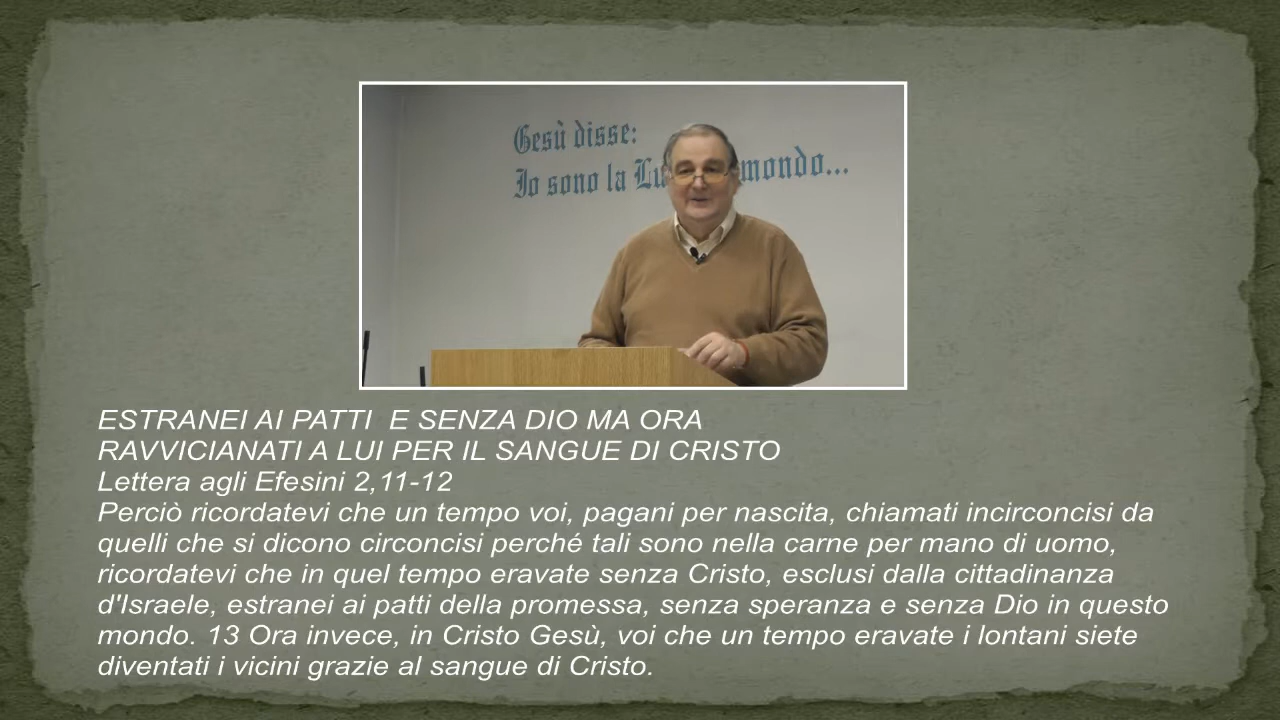 Gesù disse:
Io sono la Lu mondo...
ESTRANEI AI PATTI E SENZA DIO MA ORA
RAVVICIANATI A LUI PER IL SANGUE DI CRISTO
Lettera agli Efesini 2,11-12
Perciò ricordatevi che un tempo voi, pagani per nascita, chiamati incirconcisi da
quelli che si dicono circoncisi perché tali sono nella carne per mano di uomo,
ricordatevi che in quel tempo eravate senza Cristo, esclusi dalla cittadinanza
d'Israele, estranei ai patti della promessa, senza speranza e senza Dio in questo
mondo. 13 Ora invece, in Cristo Gesù, voi che un tempo eravate i lontani siete
diventati i vicini grazie al sangue di Cristo.